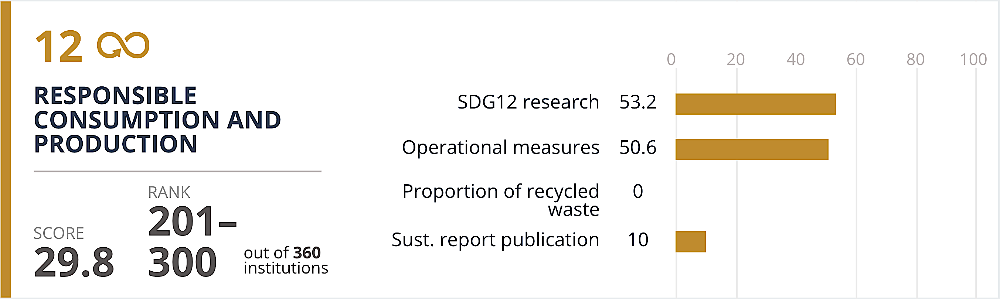 12
RESPONSIBLE
CONSUMPTION AND
PRODUCTION
SCORE
29.8
RANK
201–
300
out of 360
institutions
0 20 40 60 80 100
SDG12 research 53.2
Operational measures 50.6
Proportion of recycled 0
waste
Sust. report publication 10